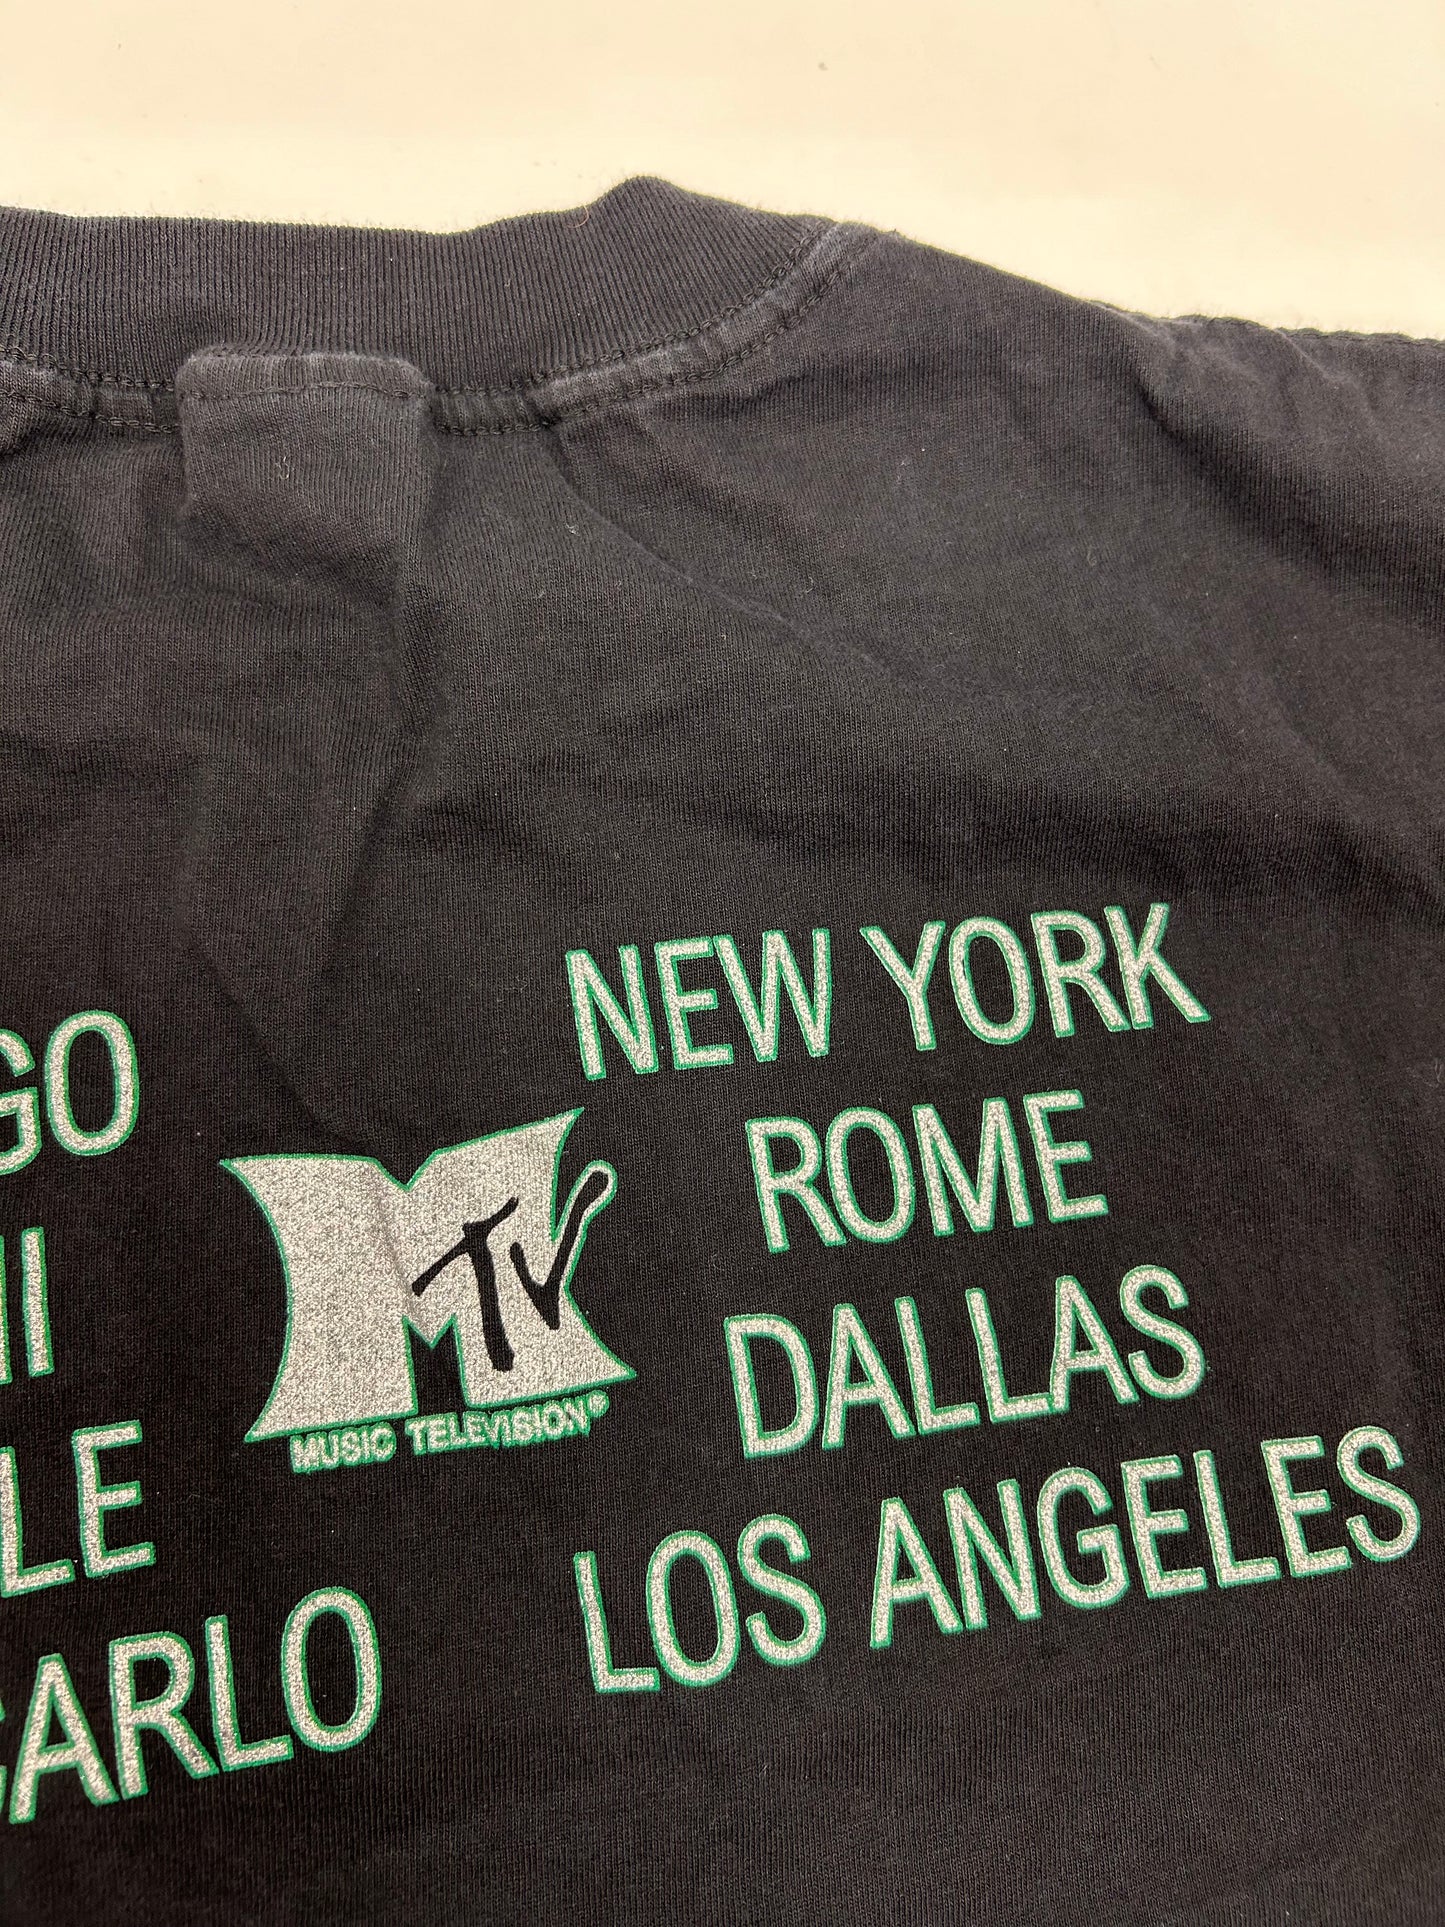 NEW YORK
GO
ROME
MTV
MUSIC TELEVISION®
DALLAS
LE
LOS ANGELES
CARLO